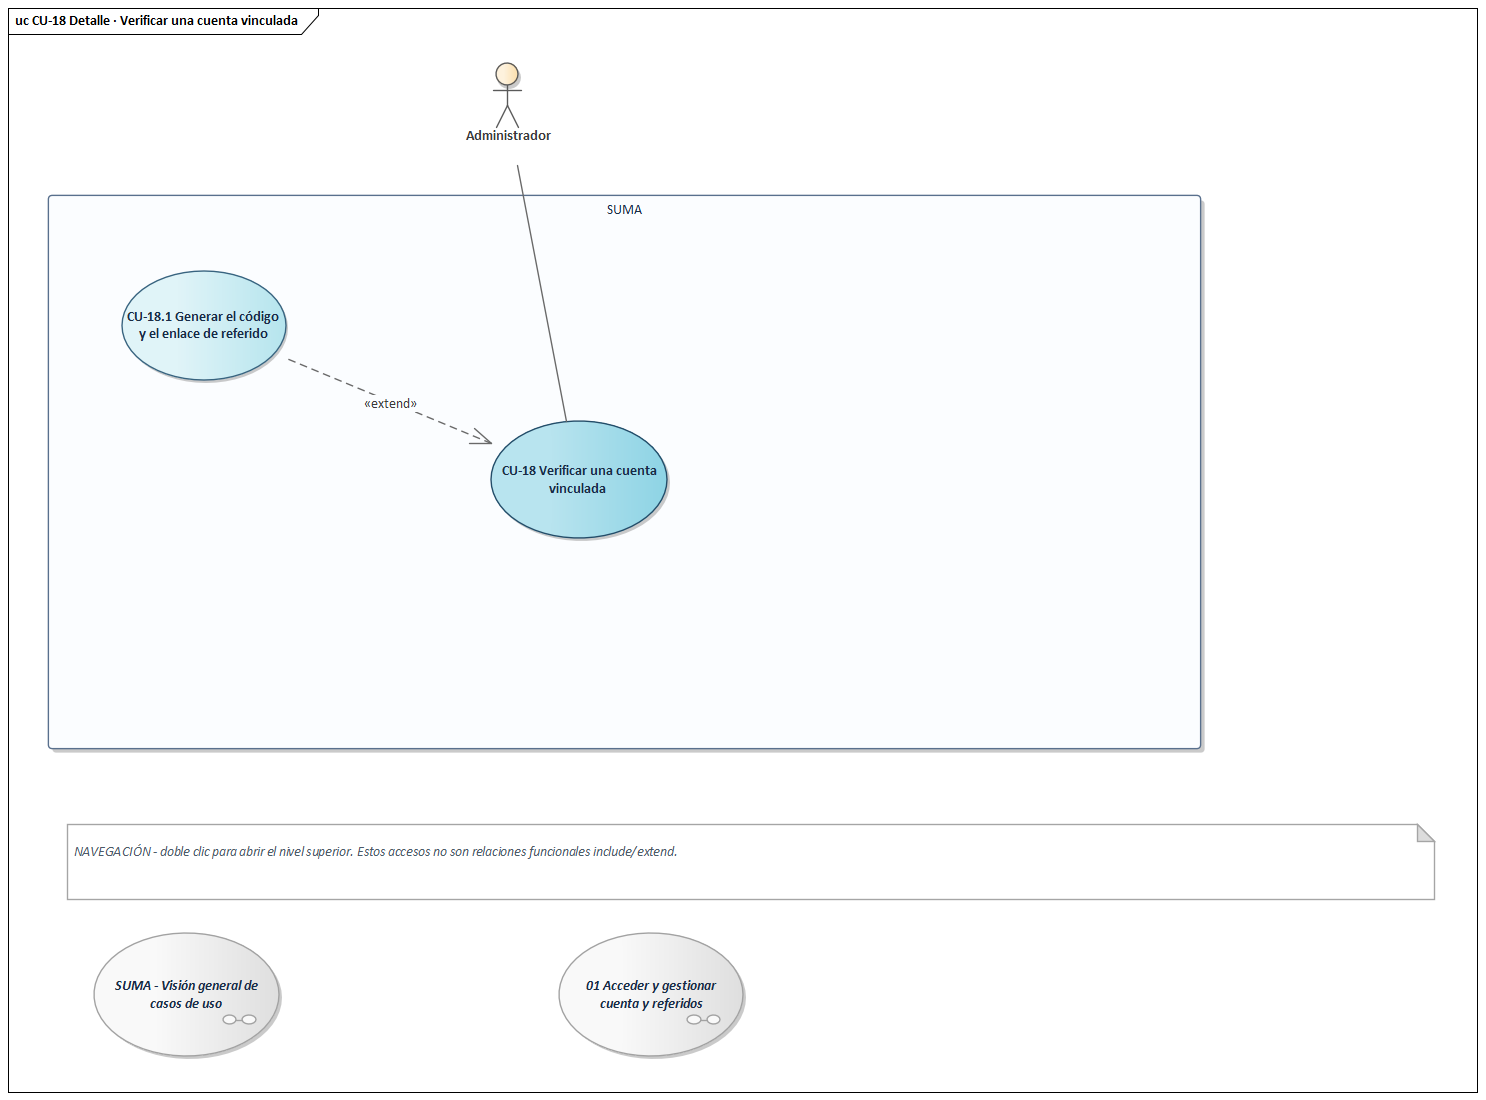 uc CU-18 Detalle · Verificar una cuenta vinculada
Administrador
SUMA
CU-18.1 Generar el código
y el enlace de referido
«extend»
CU-18 Verificar una cuenta
vinculada
NAVEGACIÓN - doble clic para abrir el nivel superior. Estos accesos no son relaciones funcionales include/extend.
SUMA - Visión general de
casos de uso
01 Acceder y gestionar
cuenta y referidos